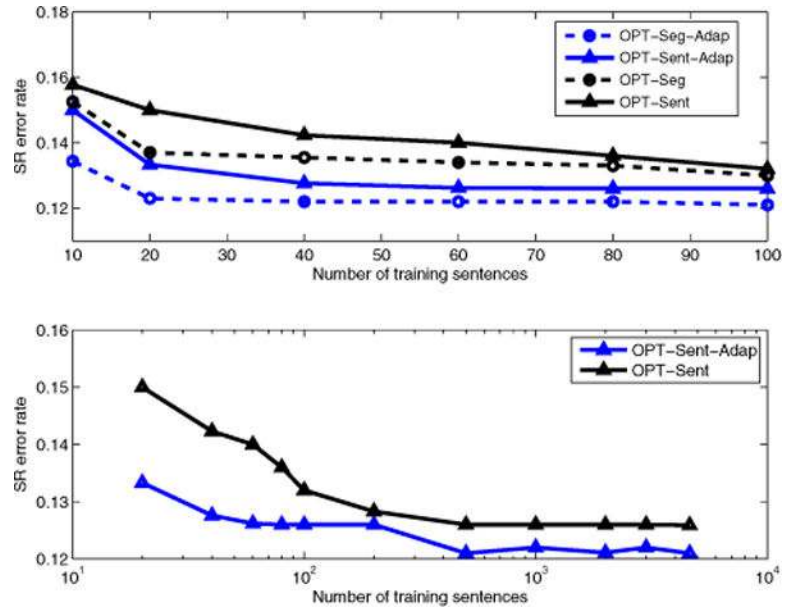 0.18
0.16
0.14
0.12
SR error rate
OPT-Seg-Adap
OPT-Sent-Adap
OPT-Seg
OPT-Sent
10 20 30 40 50 60 70 80 90 100
Number of training sentences
0.16
0.15
0.14
0.13
0.12
SR error rate
OPT-Sent-Adap
OPT-Sent
10¹ 10² 10³ 10⁴
Number of training sentences